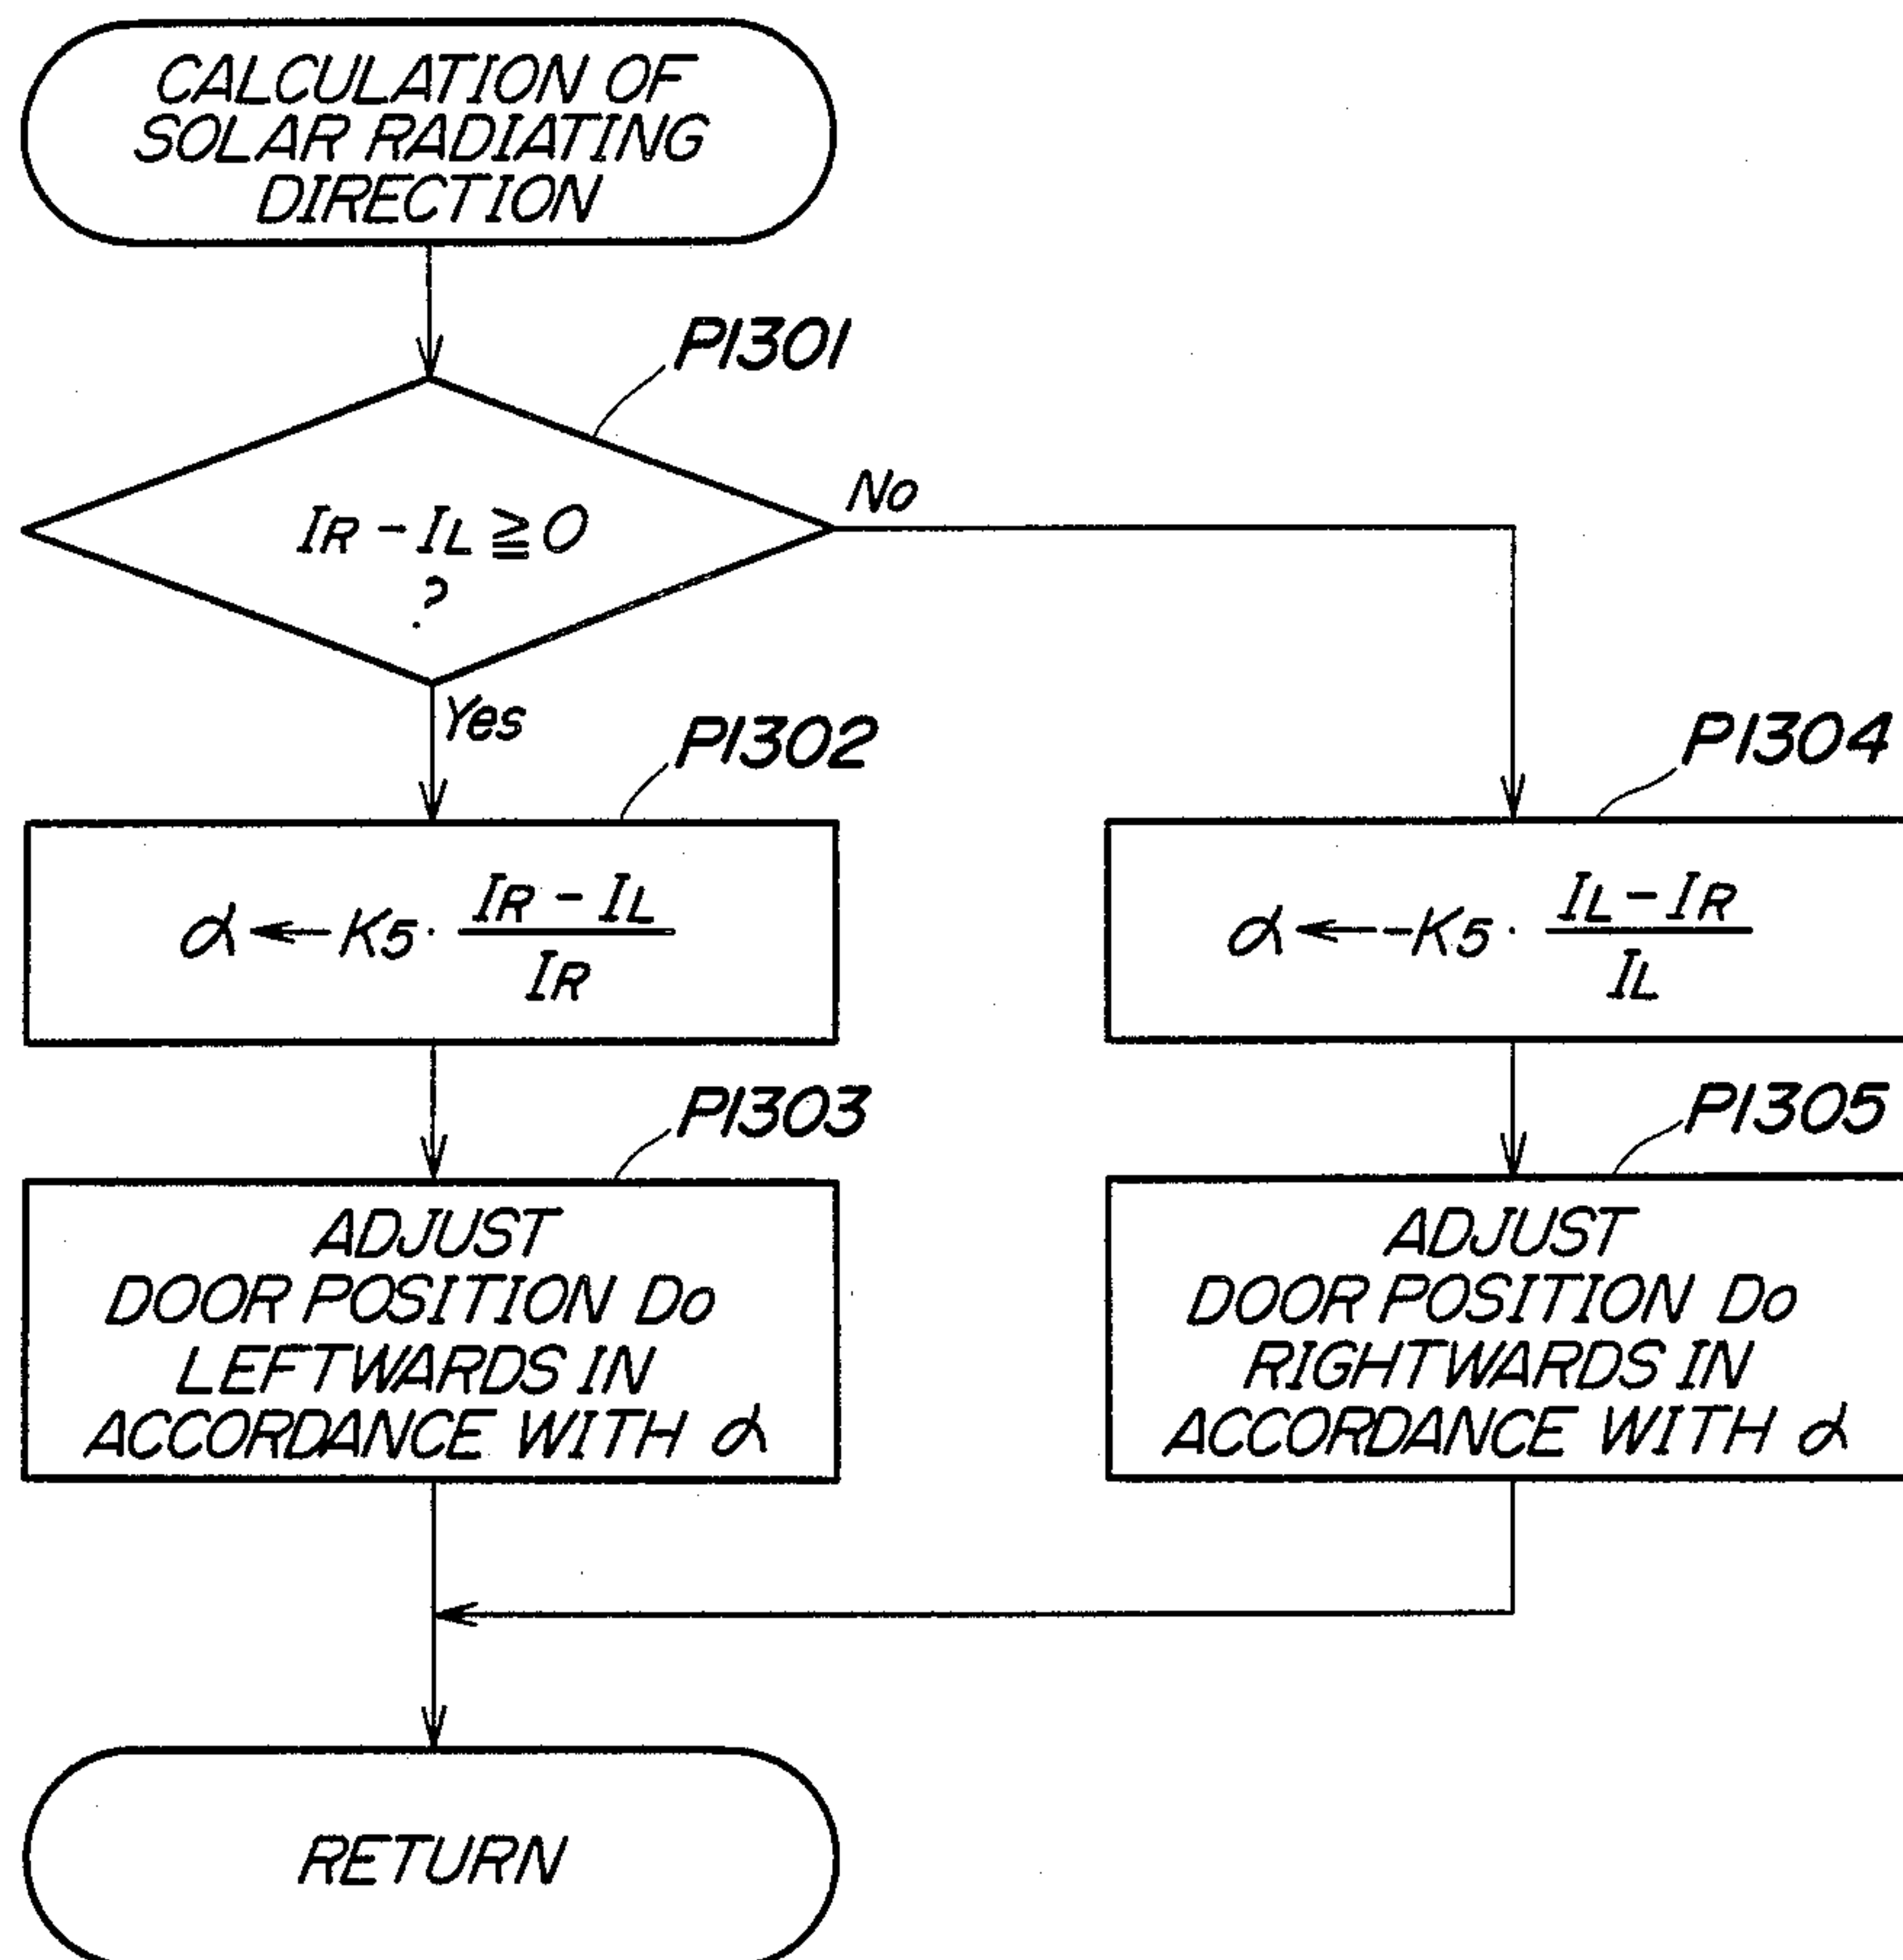 CALCULATION OF
SOLAR RADIATING
DIRECTION
P1301
IR - IL ≧ 0
?
No
Yes
P1302
α ← K5 · (IR - IL) / IR
P1304
α ← -K5 · (IL - IR) / IL
P1303
ADJUST
DOOR POSITION Do
LEFTWARDS IN
ACCORDANCE WITH α
P1305
ADJUST
DOOR POSITION Do
RIGHTWARDS IN
ACCORDANCE WITH α
RETURN